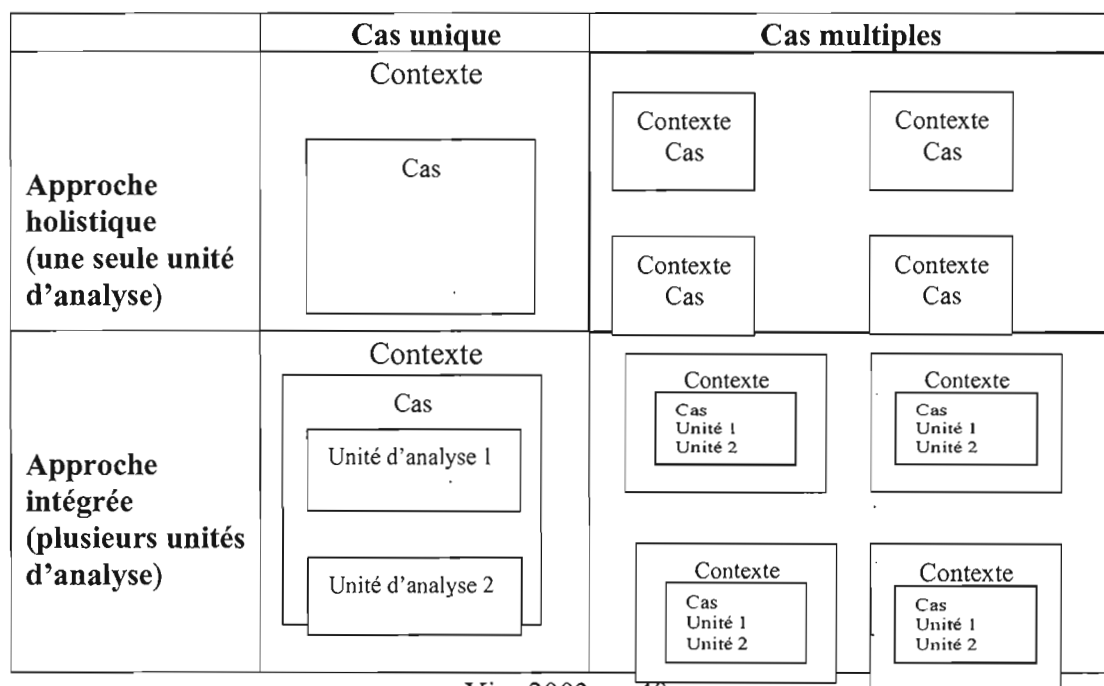 Cas unique
Cas multiples
Approche
holistique
(une seule unité
d'analyse)
Contexte
Cas
Contexte
Cas
Contexte
Cas
Contexte
Cas
Contexte
Cas
Approche
intégrée
(plusieurs unités
d'analyse)
Contexte
Cas
Unité d'analyse 1
Unité d'analyse 2
Contexte
Cas
Unité 1
Unité 2
Contexte
Cas
Unité 1
Unité 2
Contexte
Cas
Unité 1
Unité 2
Contexte
Cas
Unité 1
Unité 2